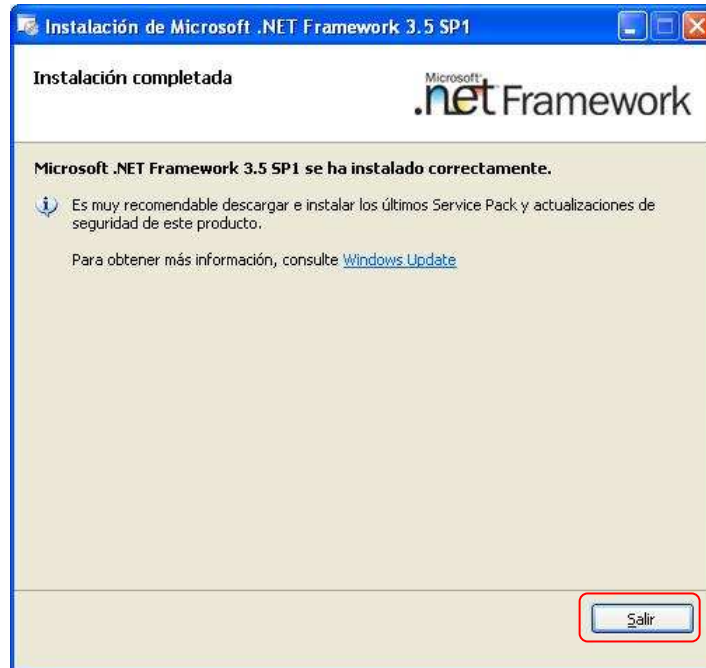 Instalación de Microsoft .NET Framework 3.5 SP1
Instalación completada
Microsoft
.net Framework
Microsoft .NET Framework 3.5 SP1 se ha instalado correctamente.
Es muy recomendable descargar e instalar los últimos Service Pack y actualizaciones de
seguridad de este producto.
Para obtener más información, consulte Windows Update
Salir